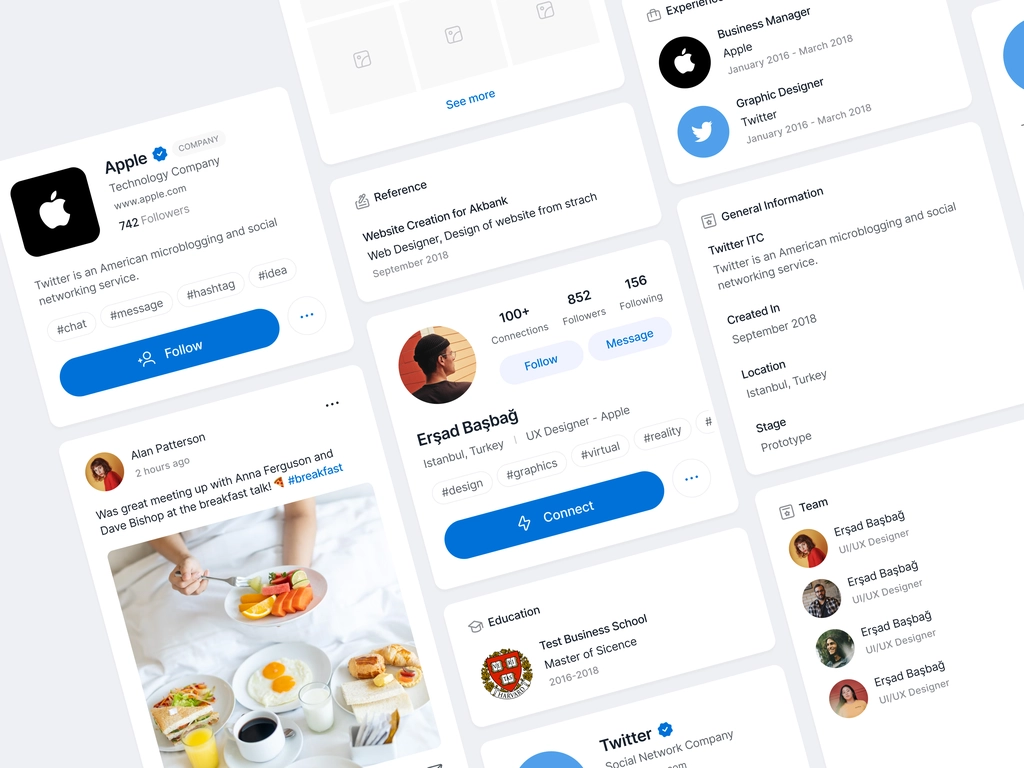 Apple
COMPANY
Technology Company
www.apple.com
742 Followers
Twitter is an American microblogging and social
networking service.
#chat
#message
#hashtag
#idea
Follow
Alan Patterson
2 hours ago
Was great meeting up with Anna Ferguson and
Dave Bishop at the breakfast talk! 🍕 #breakfast
See more
Reference
Website Creation for Akbank
Web Designer, Design of website from strach
September 2018
100+
Connections
852
Followers
156
Following
Follow
Message
Erşad Başbağ
Istanbul, Turkey | UX Designer - Apple
#design
#graphics
#virtual
#reality
#
Connect
Education
Test Business School
Master of Sicence
2016-2018
VE RI TAS
HARVARD
Twitter
Social Network Company
Experience
Business Manager
Apple
January 2016 - March 2018
Graphic Designer
Twitter
January 2016 - March 2018
General Information
Twitter ITC
Twitter is an American microblogging and social
networking service.
Created In
September 2018
Location
Istanbul, Turkey
Stage
Prototype
Team
Erşad Başbağ
UI/UX Designer
Erşad Başbağ
UI/UX Designer
Erşad Başbağ
UI/UX Designer
Erşad Başbağ
UI/UX Designer